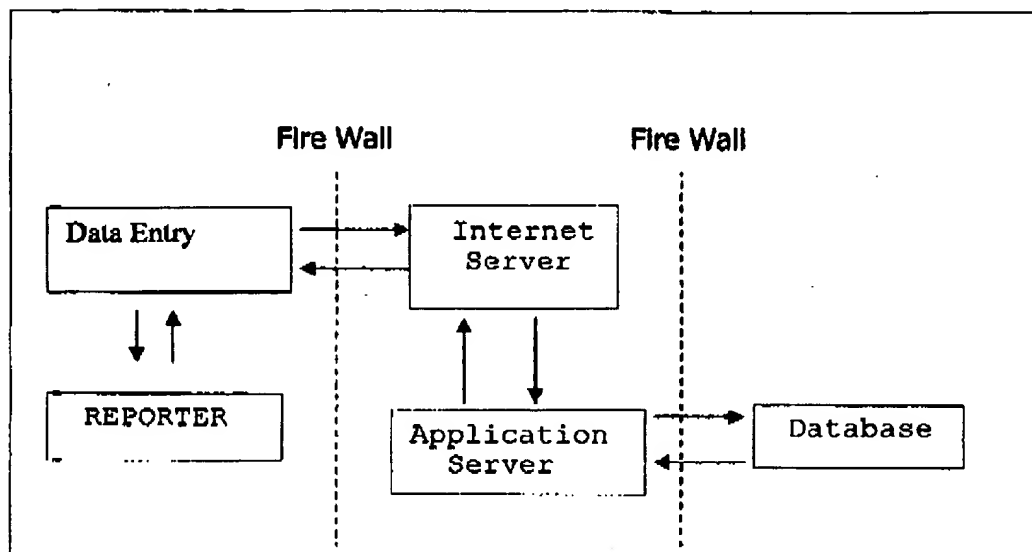 Fire Wall
Fire Wall
Data Entry
Internet
Server
REPORTER
Application
Server
Database